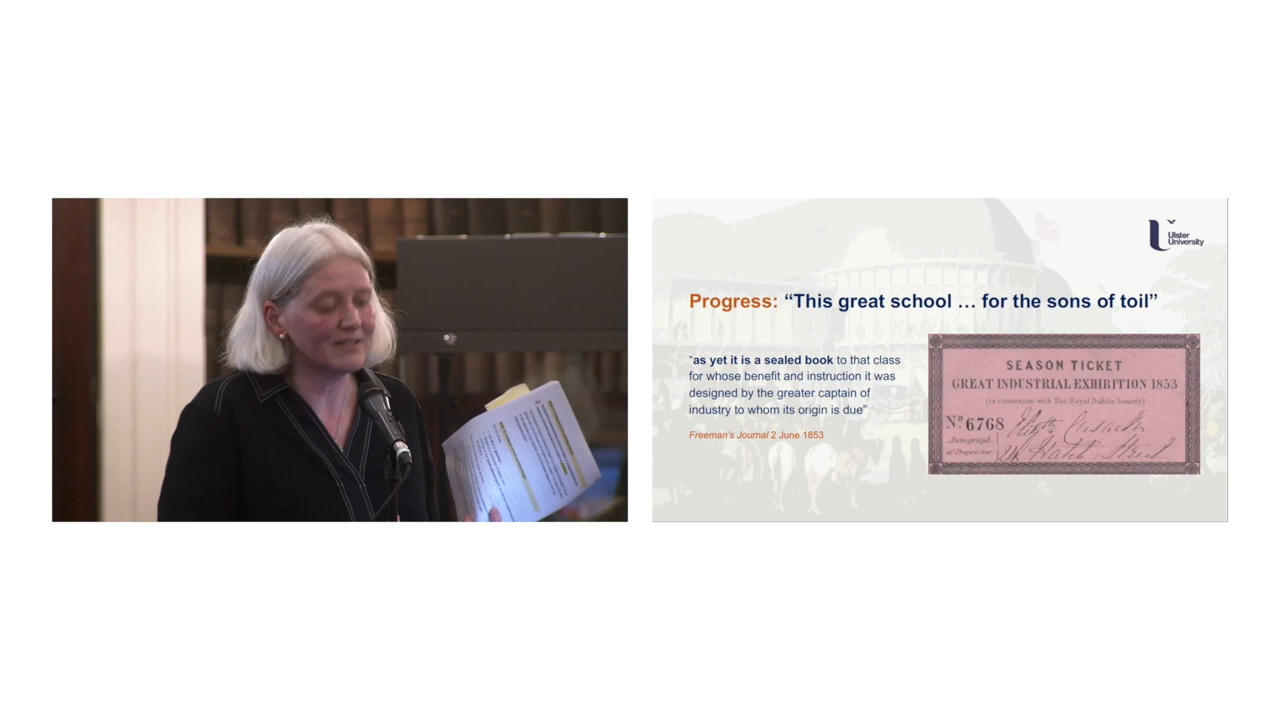 Ulster
University
Progress: “This great school … for the sons of toil”
“as yet it is a sealed book to that class
for whose benefit and instruction it was
designed by the greater captain of
industry to whom its origin is due”
Freeman’s Journal 2 June 1853
SEASON TICKET
GREAT INDUSTRIAL EXHIBITION 1853
(in connexion with The Royal Dublin Society)
No. 6768
Autograph
of Proprietor
Hatch Street